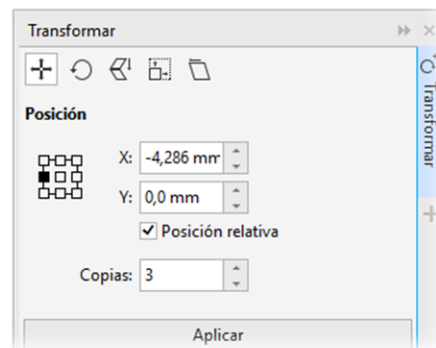 Transformar
Posición
X: -4,286 mm
Y: 0,0 mm
Posición relativa
Copias: 3
Aplicar
Transformar